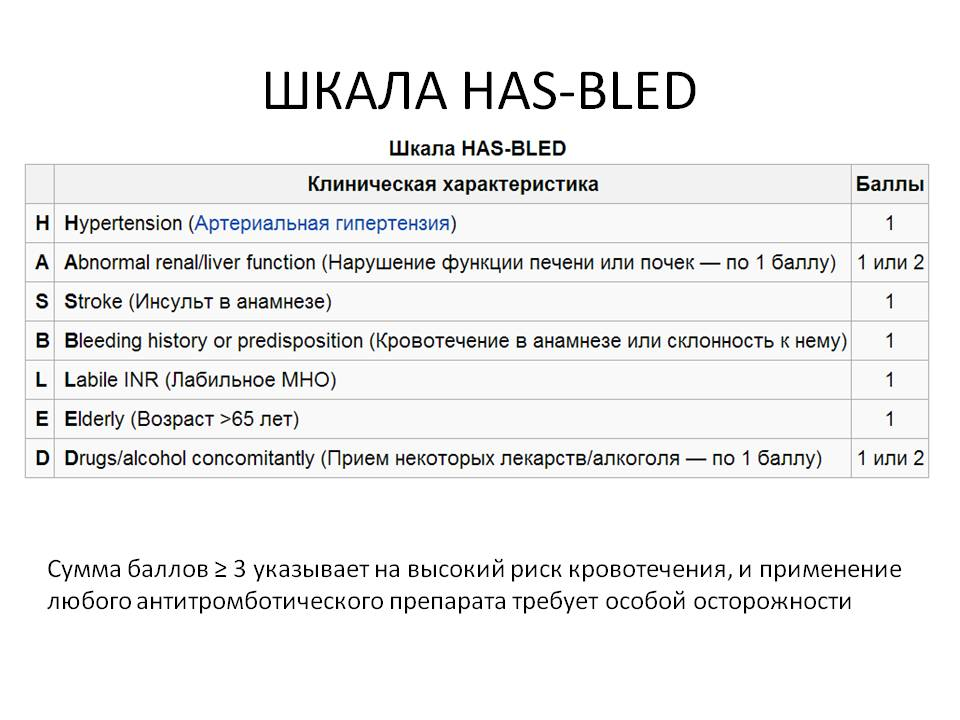 ШКАЛА HAS-BLED
Шкала HAS-BLED
Клиническая характеристика Баллы
H Hypertension (Артериальная гипертензия) 1
A Abnormal renal/liver function (Нарушение функции печени или почек — по 1 баллу) 1 или 2
S Stroke (Инсульт в анамнезе) 1
B Bleeding history or predisposition (Кровотечение в анамнезе или склонность к нему) 1
L Labile INR (Лабильное МНО) 1
E Elderly (Возраст >65 лет) 1
D Drugs/alcohol concomitantly (Прием некоторых лекарств/алкоголя — по 1 баллу) 1 или 2
Сумма баллов ≥ 3 указывает на высокий риск кровотечения, и применение
любого антитромботического препарата требует особой осторожности